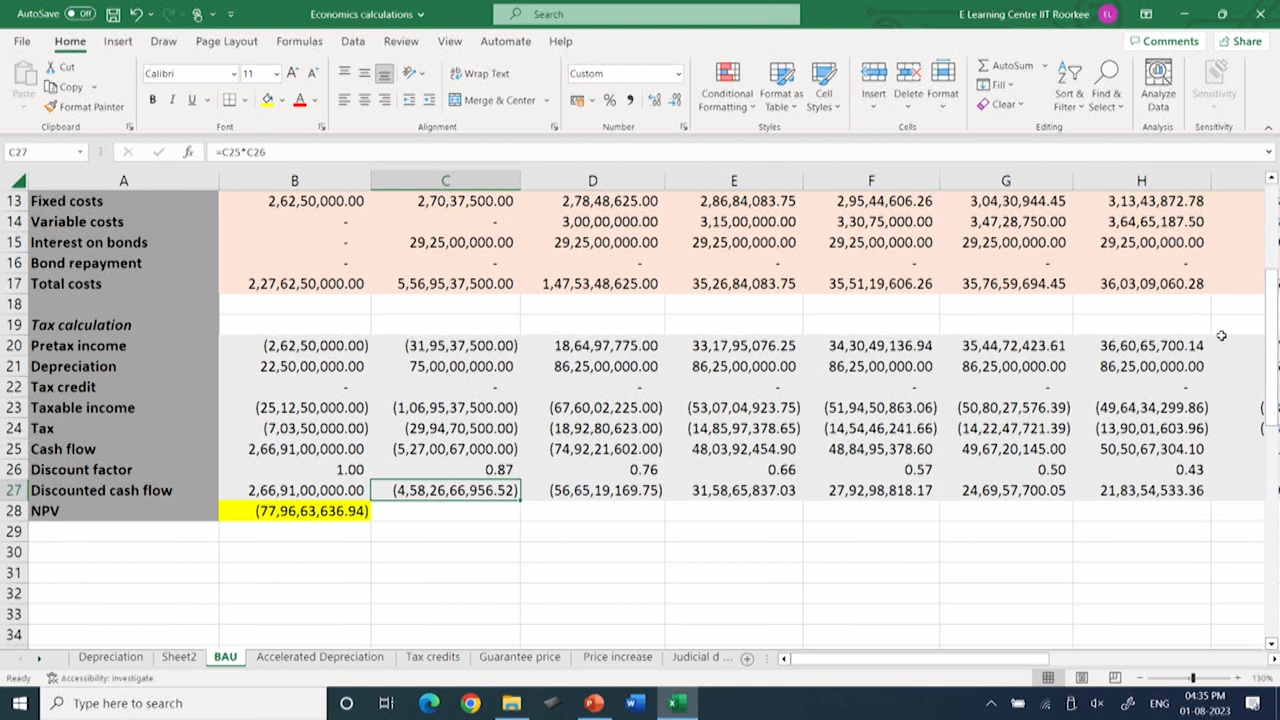 AutoSave Off Economics calculations Search E Learning Centre IIT Roorkee EL
File Home Insert Draw Page Layout Formulas Data Review View Automate Help Comments Share
Paste Cut Copy Format Painter Clipboard
Calibri 11 B I U Font
Wrap Text Merge & Center Alignment
Custom % Number
Conditional Formatting Format as Table Cell Styles Styles
Insert Delete Format Cells
AutoSum Fill Clear Sort & Filter Find & Select Editing
Analyze Data Analysis
Sensitivity Sensitivity
C27 fx =C25*C26
A B C D E F G H
13 Fixed costs 2,62,50,000.00 2,70,37,500.00 2,78,48,625.00 2,86,84,083.75 2,95,44,606.26 3,04,30,944.45 3,13,43,872.78
14 Variable costs - - 3,00,00,000.00 3,15,00,000.00 3,30,75,000.00 3,47,28,750.00 3,64,65,187.50
15 Interest on bonds - 29,25,00,000.00 29,25,00,000.00 29,25,00,000.00 29,25,00,000.00 29,25,00,000.00 29,25,00,000.00
16 Bond repayment - - - - - - -
17 Total costs 2,27,62,50,000.00 5,56,95,37,500.00 1,47,53,48,625.00 35,26,84,083.75 35,51,19,606.26 35,76,59,694.45 36,03,09,060.28
18
19 Tax calculation
20 Pretax income (2,62,50,000.00) (31,95,37,500.00) 18,64,97,775.00 33,17,95,076.25 34,30,49,136.94 35,44,72,423.61 36,60,65,700.14
21 Depreciation 22,50,00,000.00 75,00,00,000.00 86,25,00,000.00 86,25,00,000.00 86,25,00,000.00 86,25,00,000.00 86,25,00,000.00
22 Tax credit - - - - - - -
23 Taxable income (25,12,50,000.00) (1,06,95,37,500.00) (67,60,02,225.00) (53,07,04,923.75) (51,94,50,863.06) (50,80,27,576.39) (49,64,34,299.86)
24 Tax (7,03,50,000.00) (29,94,70,500.00) (18,92,80,623.00) (14,85,97,378.65) (14,54,46,241.66) (14,22,47,721.39) (13,90,01,603.96)
25 Cash flow 2,66,91,00,000.00 (5,27,00,67,000.00) (74,92,21,602.00) 48,03,92,454.90 48,84,95,378.60 49,67,20,145.00 50,50,67,304.10
26 Discount factor 1.00 0.87 0.76 0.66 0.57 0.50 0.43
27 Discounted cash flow 2,66,91,00,000.00 (4,58,26,66,956.52) (56,65,19,169.75) 31,58,65,837.03 27,92,98,818.17 24,69,57,700.05 21,83,54,533.36
28 NPV (77,96,63,636.94)
29
30
31
32
33
34
Depreciation Sheet2 BAU Accelerated Depreciation Tax credits Guarantee price Price increase Judicial d ...
Ready Accessibility: Investigate 130%
Type here to search ENG 04:35 PM
01-08-2023